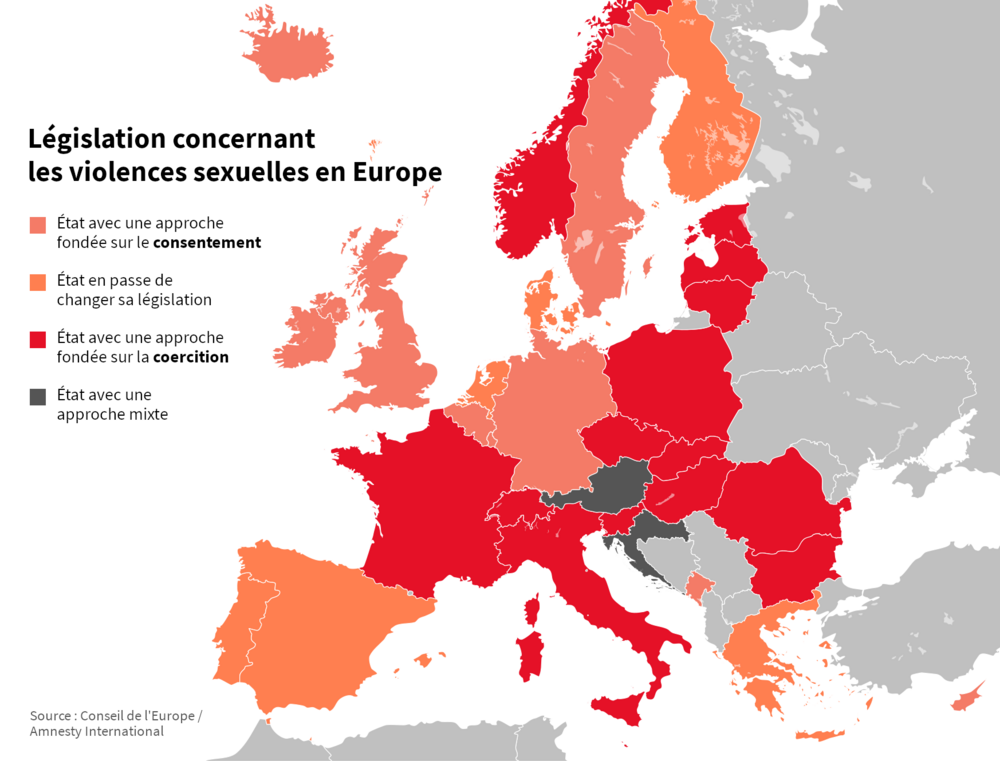 Législation concernant
les violences sexuelles en Europe
État avec une approche
fondée sur le consentement
État en passe de
changer sa législation
État avec une approche
fondée sur la coercition
État avec une
approche mixte
Source : Conseil de l'Europe /
Amnesty International